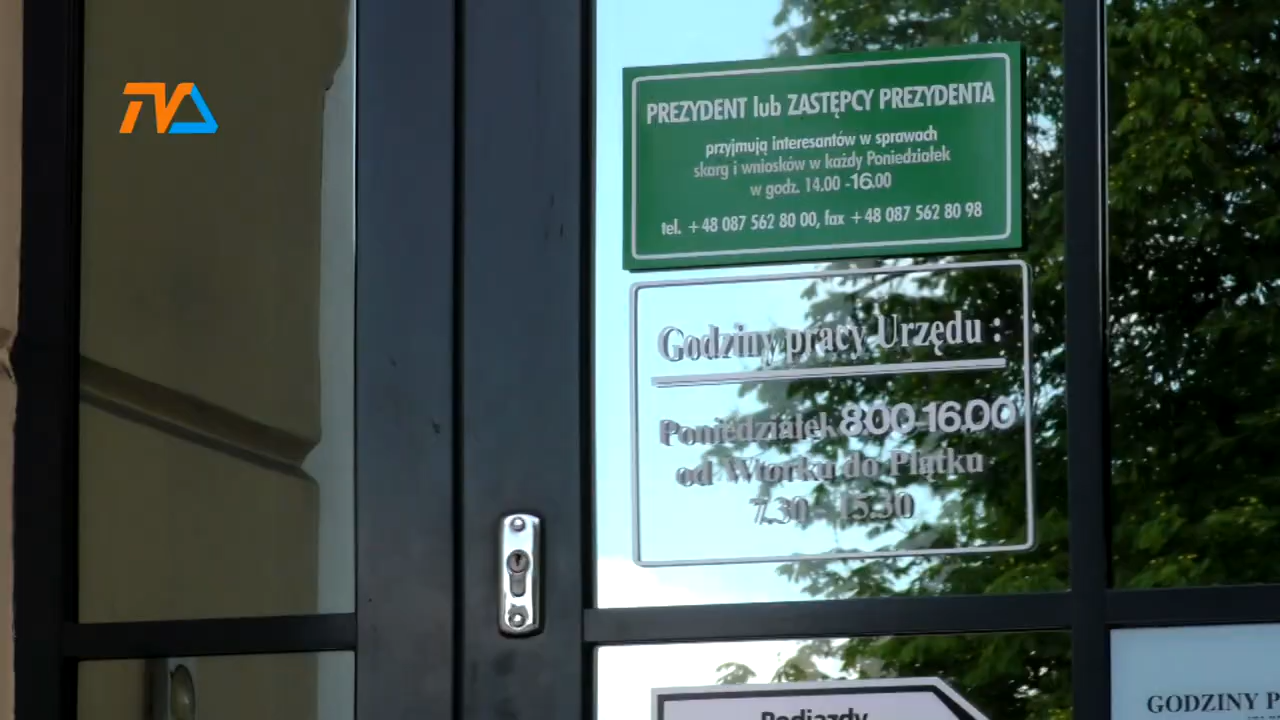 TVA
PREZYDENT lub ZASTĘPCY PREZYDENTA
przyjmują interesantów w sprawach
skarg i wniosków w każdy Poniedziałek
w godz. 14.00 -16.00
tel. +48 087 562 80 00, fax +48 087 562 80 98
Godziny pracy Urzędu :
Poniedziałek 8.00-16.00
od Wtorku do Piątku
7.30 - 15.30
Podjazdy
GODZINY